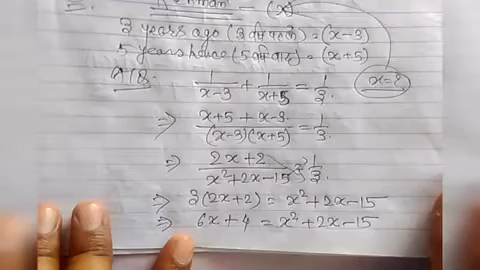 Rehman - (x)
3 years ago (3 वर्ष पहले) = (x-3)
5 years hence (5 वर्ष बाद) = (x+5)
A/Q. 1/(x-3) + 1/(x+5) = 1/3. x=?
⇒ (x+5+x-3)/((x-3)(x+5)) = 1/3.
⇒ (2x+2)/(x²+2x-15) = 1/3.
⇒ 3(2x+2) = x²+2x-15
⇒ 6x+4 = x²+2x-15